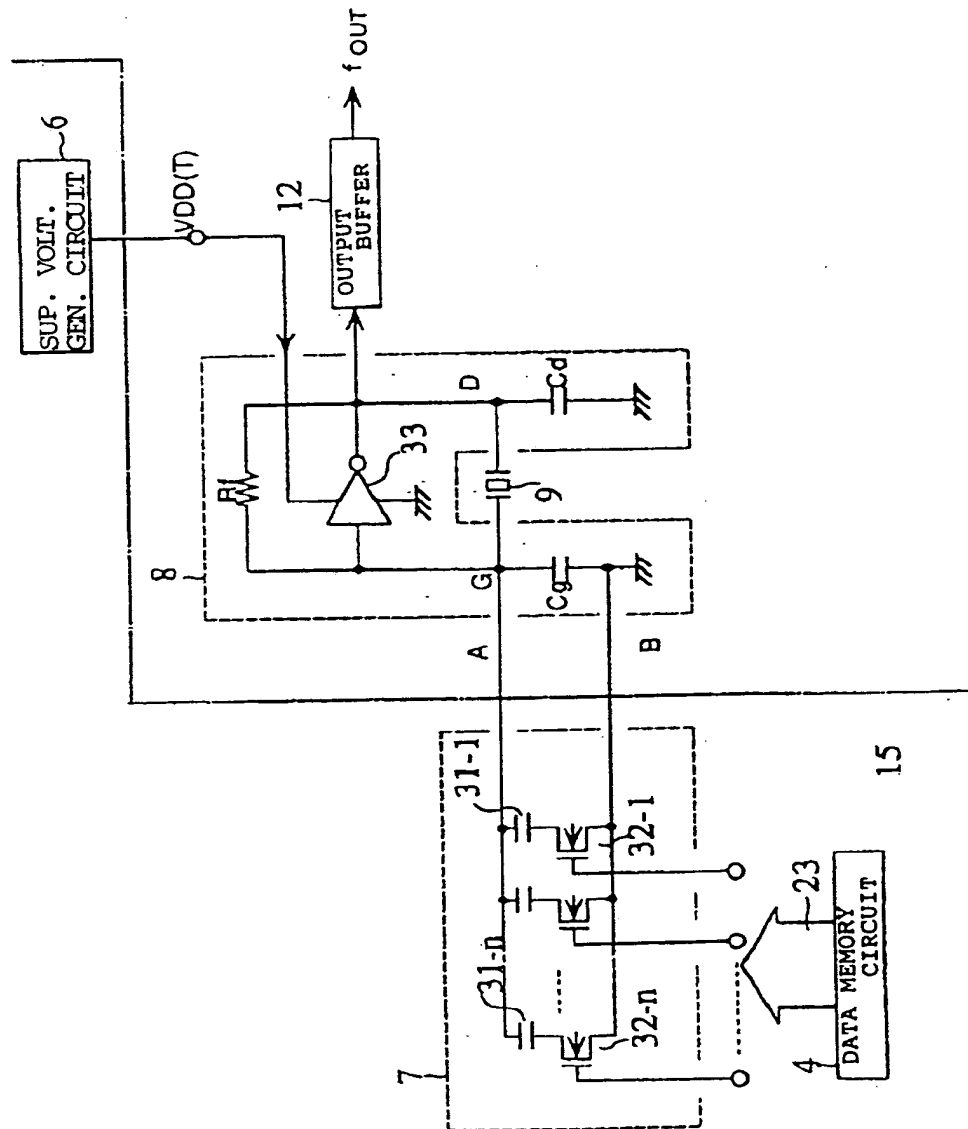 SUP. VOLT.
GEN. CIRCUIT
6
VDD(T)
8
Rf
12
OUTPUT
BUFFER
f OUT
33
7
31-n
31-1
A
G
D
Cg
9
Cd
B
32-n
32-1
4
23
DATA MEMORY
CIRCUIT
15